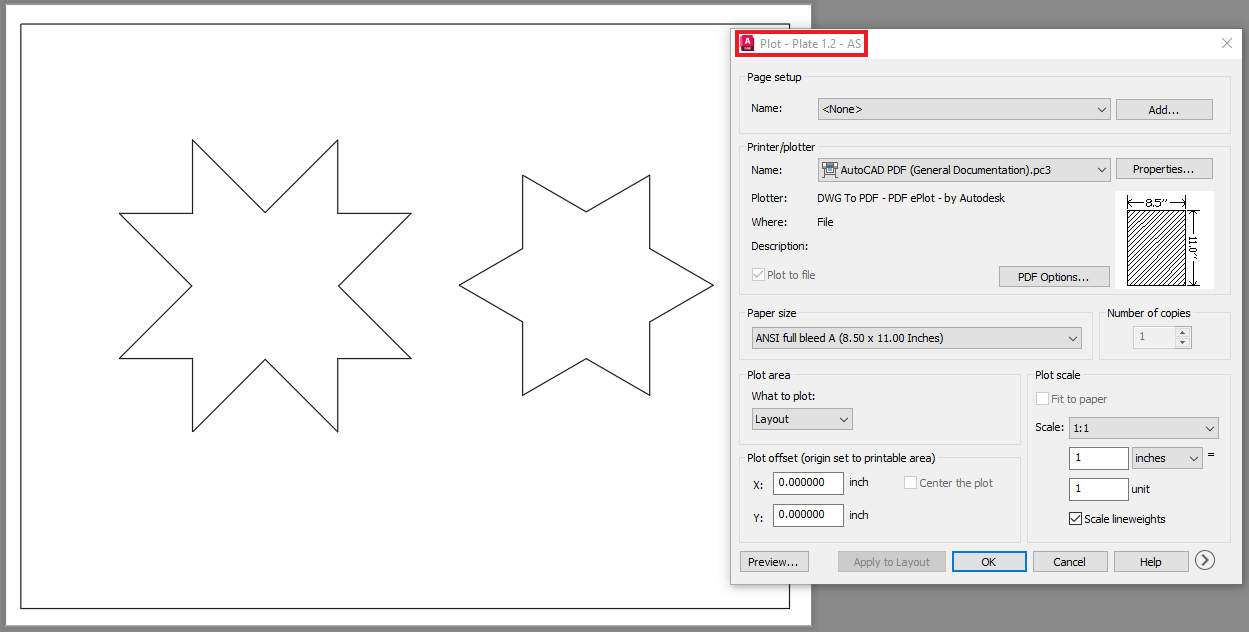 Plot - Plate 1.2 - AS
Page setup
Name: <None> Add...
Printer/plotter
Name: AutoCAD PDF (General Documentation).pc3 Properties...
Plotter: DWG To PDF - PDF ePlot - by Autodesk
Where: File
Description:
Plot to file
PDF Options...
8.5"
11.0"
Paper size
ANSI full bleed A (8.50 x 11.00 Inches)
Number of copies
1
Plot area
What to plot:
Layout
Plot scale
Fit to paper
Scale: 1:1
1 inches =
1 unit
Scale lineweights
Plot offset (origin set to printable area)
X: 0.000000 inch Center the plot
Y: 0.000000 inch
Preview... Apply to Layout OK Cancel Help